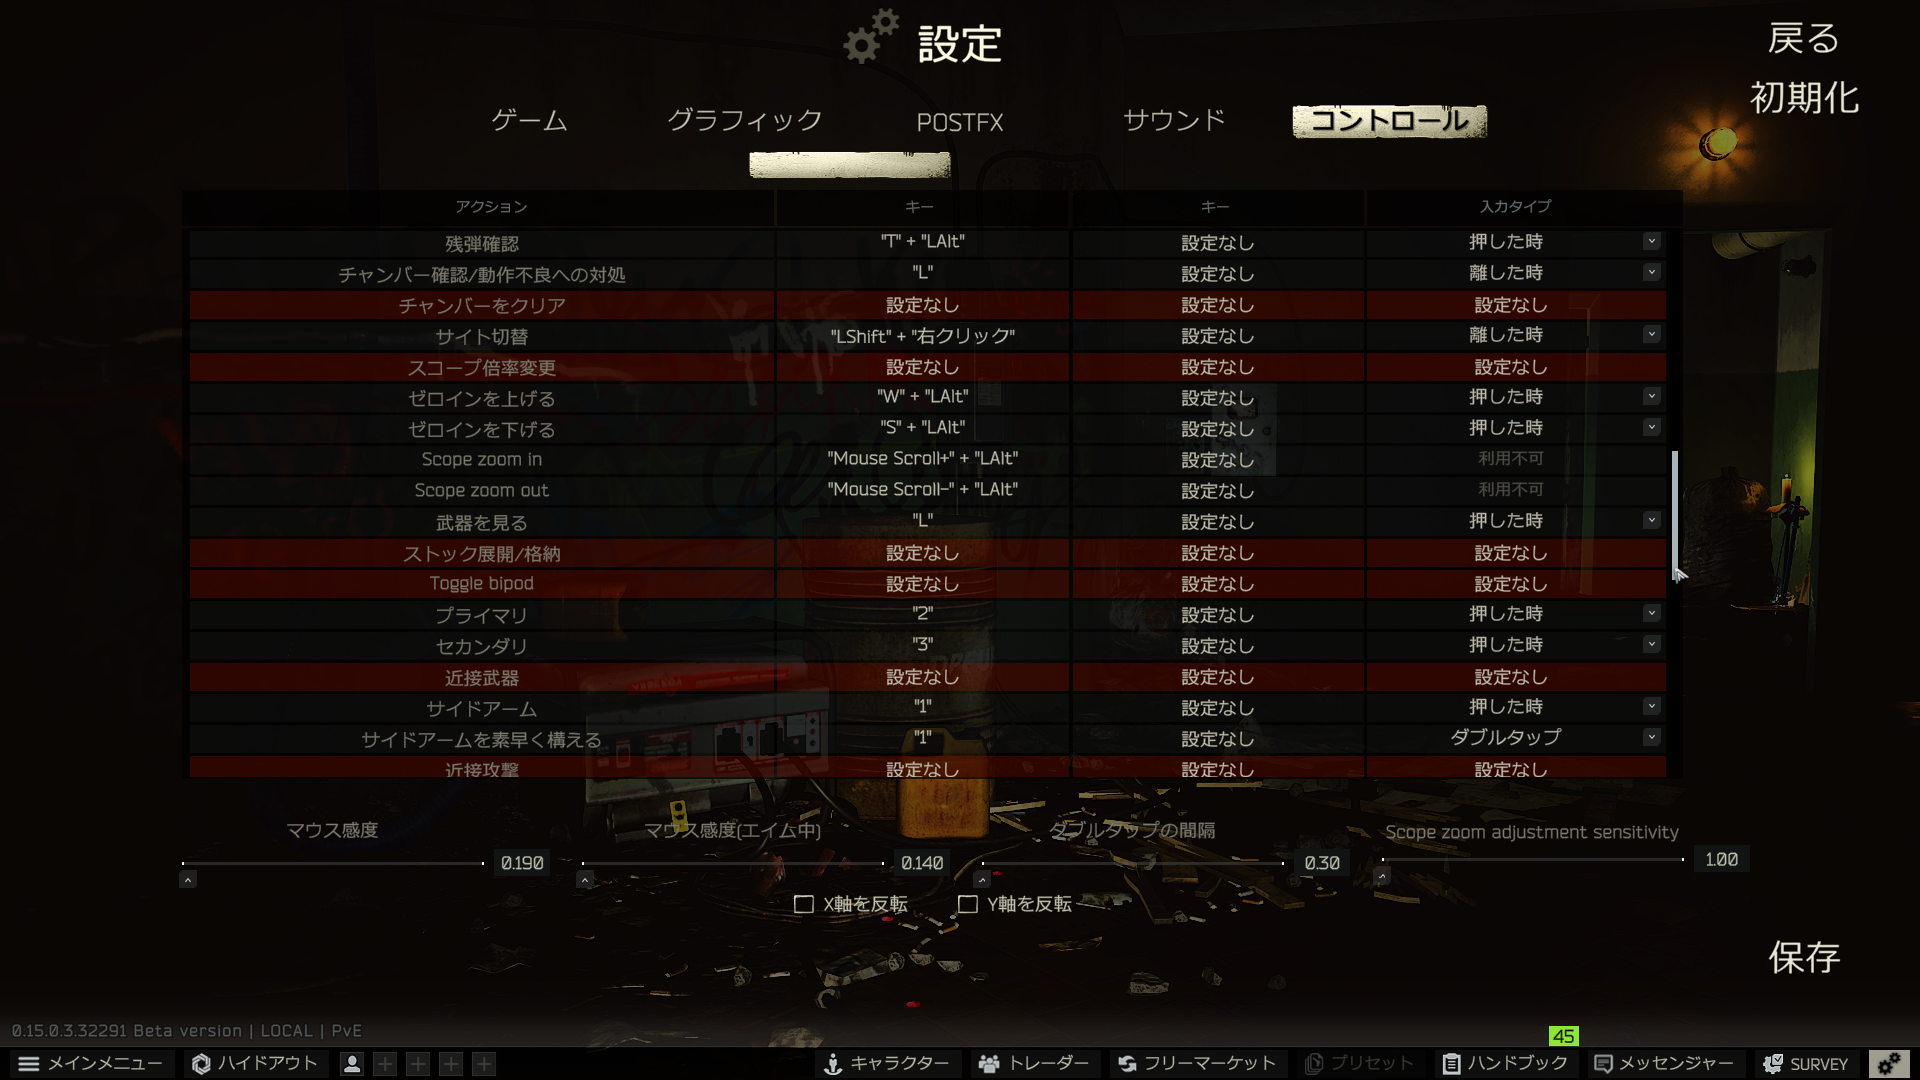 設定
戻る
初期化
ゲーム グラフィック POSTFX サウンド コントロール
アクション キー キー 入力タイプ
残弾確認 "T" + "LAlt" 設定なし 押した時
チャンバー確認/動作不良への対処 "L" 設定なし 離した時
チャンバーをクリア 設定なし 設定なし 設定なし
サイト切替 "LShift" + "右クリック" 設定なし 離した時
スコープ倍率変更 設定なし 設定なし 設定なし
ゼロインを上げる "W" + "LAlt" 設定なし 押した時
ゼロインを下げる "S" + "LAlt" 設定なし 押した時
Scope zoom in "Mouse Scroll+" + "LAlt" 設定なし 利用不可
Scope zoom out "Mouse Scroll-" + "LAlt" 設定なし 利用不可
武器を見る "L" 設定なし 押した時
ストック展開/格納 設定なし 設定なし 設定なし
Toggle bipod 設定なし 設定なし 設定なし
プライマリ "2" 設定なし 押した時
セカンダリ "3" 設定なし 押した時
近接武器 設定なし 設定なし 設定なし
サイドアーム "1" 設定なし 押した時
サイドアームを素早く構える "1" 設定なし ダブルタップ
近接攻撃 設定なし 設定なし 設定なし
マウス感度 マウス感度(エイム中) ダブルタップの間隔 Scope zoom adjustment sensitivity
0.190 0.140 0.30 1.00
X軸を反転 Y軸を反転
保存
0.15.0.3.32291 Beta version | LOCAL | PvE
45
メインメニュー ハイドアウト キャラクター トレーダー フリーマーケット プリセット ハンドブック メッセンジャー SURVEY